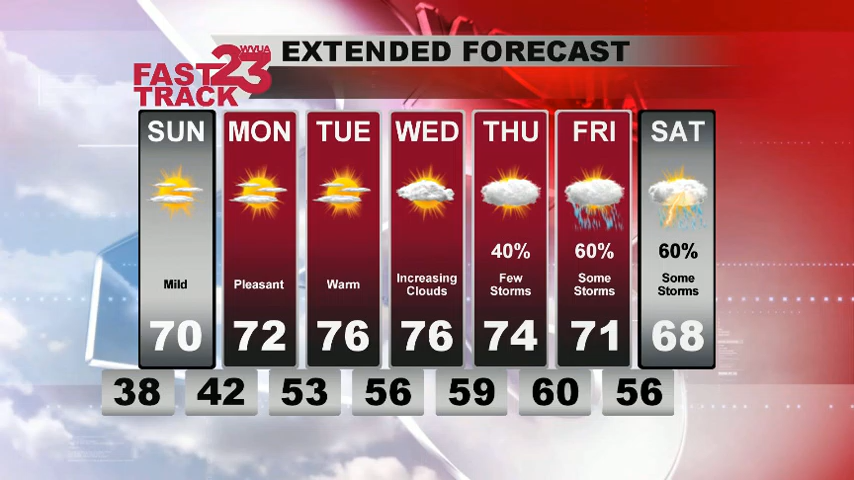 WVUA
23
FAST
TRACK
EXTENDED FORECAST
SUN MON TUE WED THU FRI SAT
40% 60% 60%
Mild Pleasant Warm Increasing Clouds Few Storms Some Storms Some Storms
70 72 76 76 74 71 68
38 42 53 56 59 60 56